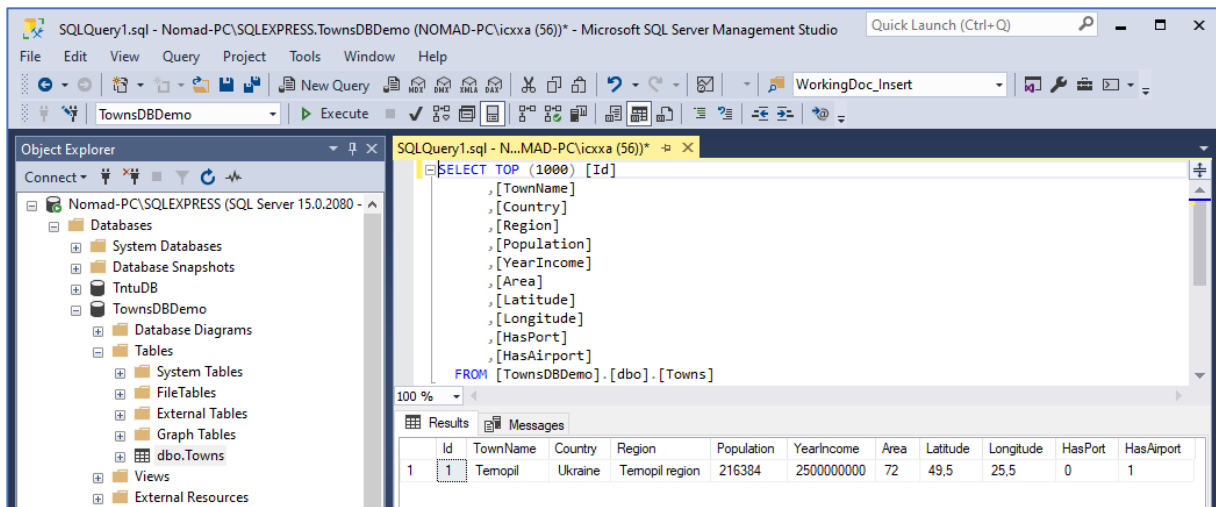 SQLQuery1.sql - Nomad-PC\SQLEXPRESS.TownsDBDemo (NOMAD-PC\icxxa (56))* - Microsoft SQL Server Management Studio
Quick Launch (Ctrl+Q)
File Edit View Query Project Tools Window Help
New Query MDX DMX XMLA DAX WorkingDoc_Insert
TownsDBDemo Execute
Object Explorer
Connect
Nomad-PC\SQLEXPRESS (SQL Server 15.0.2080 -
Databases
System Databases
Database Snapshots
TntuDB
TownsDBDemo
Database Diagrams
Tables
System Tables
FileTables
External Tables
Graph Tables
dbo.Towns
Views
External Resources
SQLQuery1.sql - N...MAD-PC\icxxa (56))*
SELECT TOP (1000) [Id]
,[TownName]
,[Country]
,[Region]
,[Population]
,[YearIncome]
,[Area]
,[Latitude]
,[Longitude]
,[HasPort]
,[HasAirport]
FROM [TownsDBDemo].[dbo].[Towns]
100 %
Results Messages
Id TownName Country Region Population YearIncome Area Latitude Longitude HasPort HasAirport
1 1 Ternopil Ukraine Ternopil region 216384 2500000000 72 49,5 25,5 0 1